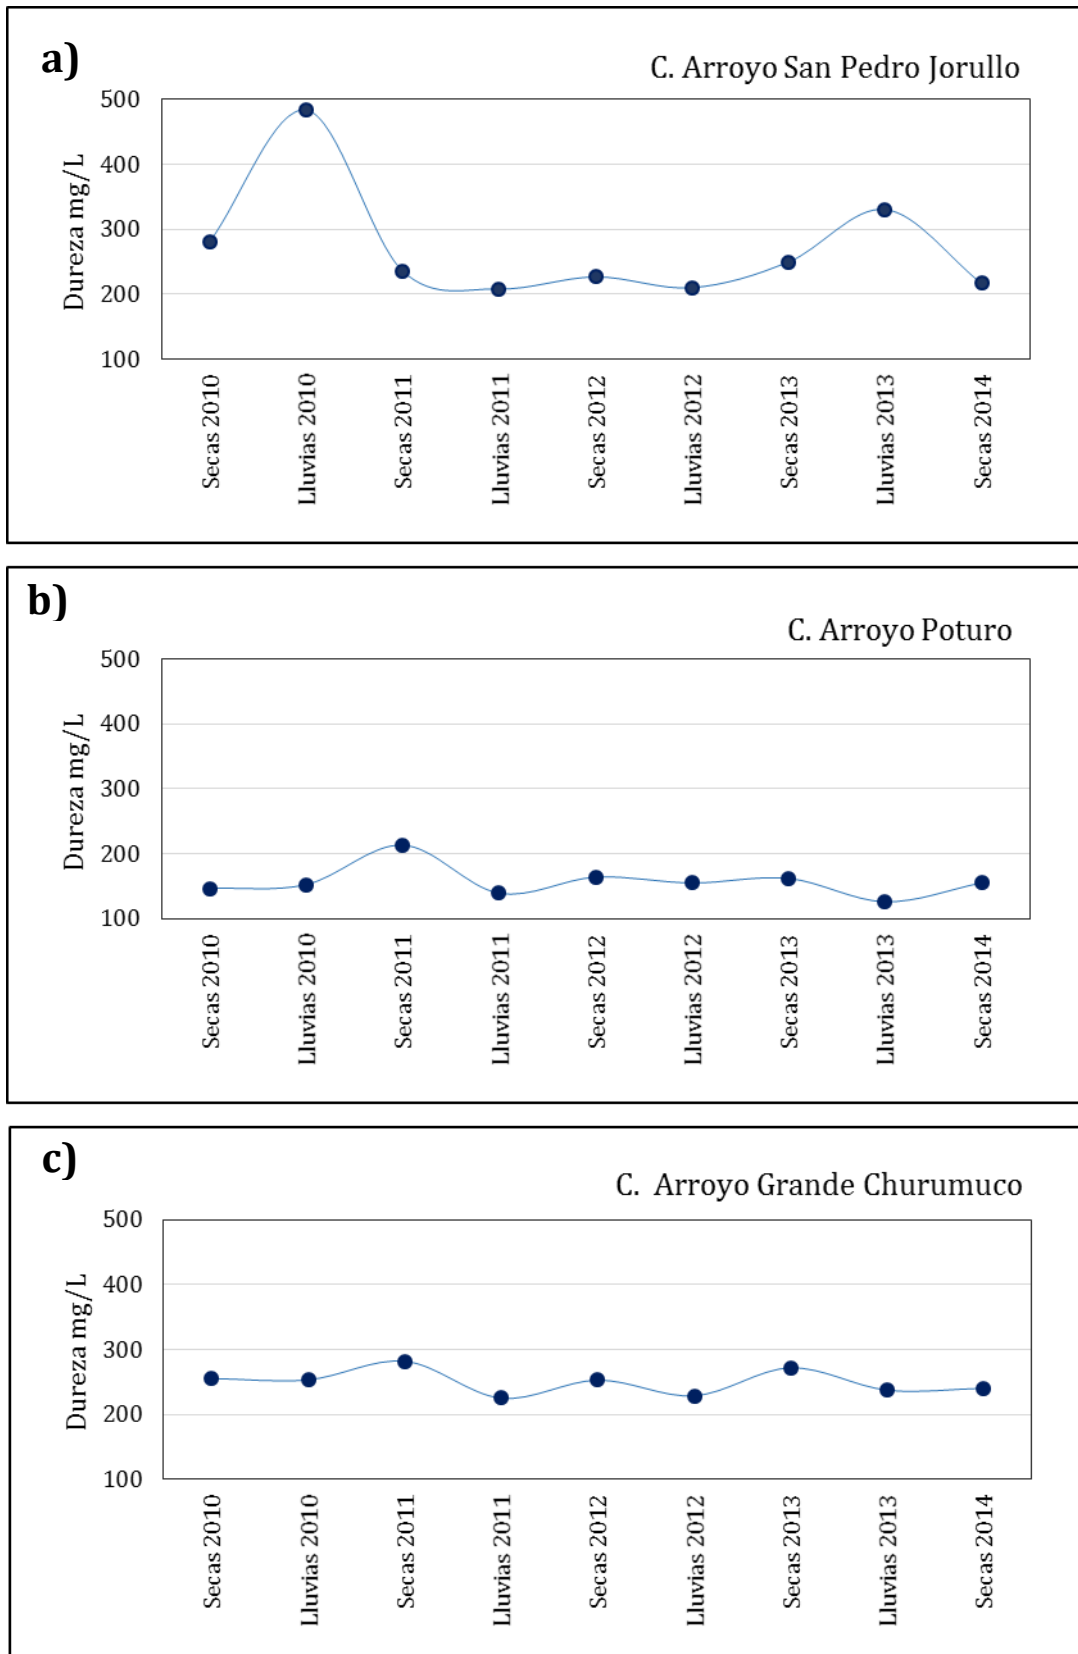 a)
C. Arroyo San Pedro Jorullo
Dureza mg/L
500
400
300
200
100
Secas 2010
Lluvias 2010
Secas 2011
Lluvias 2011
Secas 2012
Lluvias 2012
Secas 2013
Lluvias 2013
Secas 2014
b)
C. Arroyo Poturo
Dureza mg/L
500
400
300
200
100
Secas 2010
Lluvias 2010
Secas 2011
Lluvias 2011
Secas 2012
Lluvias 2012
Secas 2013
Lluvias 2013
Secas 2014
c)
C. Arroyo Grande Churumuco
Dureza mg/L
500
400
300
200
100
Secas 2010
Lluvias 2010
Secas 2011
Lluvias 2011
Secas 2012
Lluvias 2012
Secas 2013
Lluvias 2013
Secas 2014